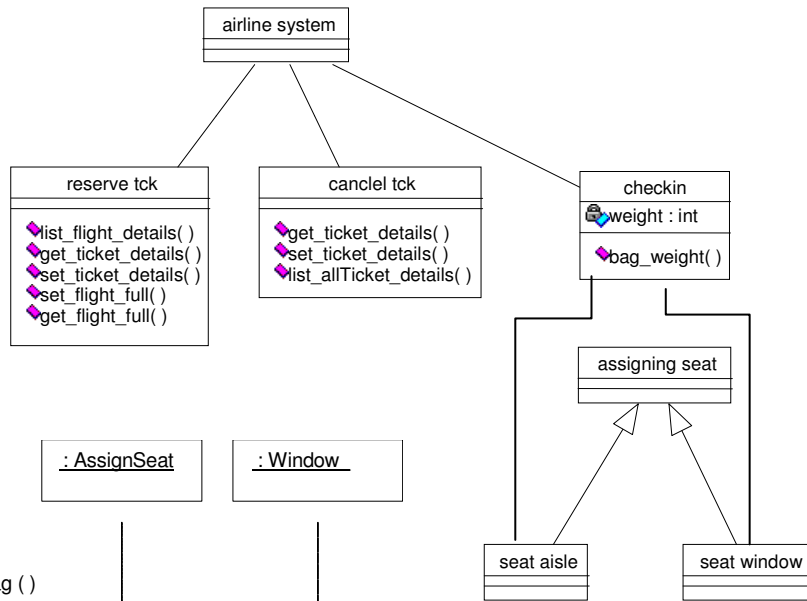 airline system
reserve tck
list_flight_details( )
get_ticket_details( )
set_ticket_details( )
set_flight_full( )
get_flight_full( )
canclel tck
get_ticket_details( )
set_ticket_details( )
list_allTicket_details( )
checkin
weight : int
bag_weight( )
assigning seat
: AssignSeat
: Window
seat aisle
seat window
g ( )